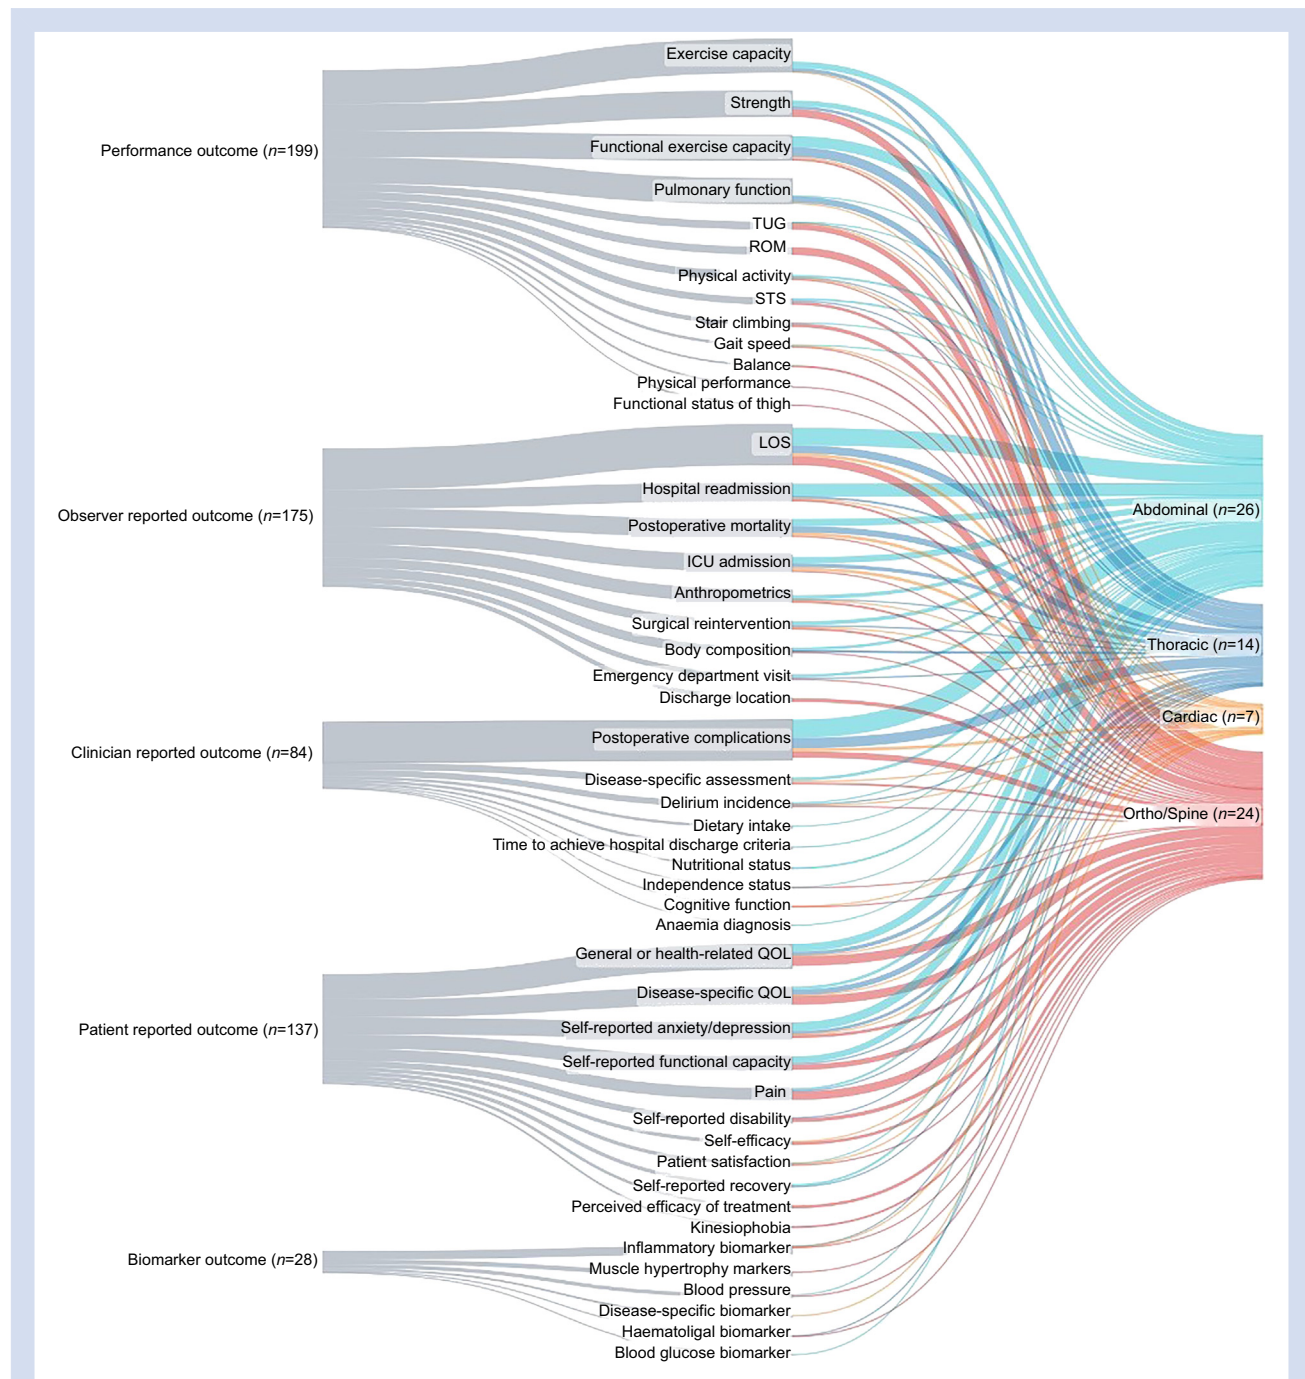 Performance outcome (n=199)
Exercise capacity
Strength
Functional exercise capacity
Pulmonary function
TUG
ROM
Physical activity
STS
Stair climbing
Gait speed
Balance
Physical performance
Functional status of thigh
Observer reported outcome (n=175)
LOS
Hospital readmission
Postoperative mortality
ICU admission
Anthropometrics
Surgical reintervention
Body composition
Emergency department visit
Discharge location
Clinician reported outcome (n=84)
Postoperative complications
Disease-specific assessment
Delirium incidence
Dietary intake
Time to achieve hospital discharge criteria
Nutritional status
Independence status
Cognitive function
Anaemia diagnosis
Patient reported outcome (n=137)
General or health-related QOL
Disease-specific QOL
Self-reported anxiety/depression
Self-reported functional capacity
Pain
Self-reported disability
Self-efficacy
Patient satisfaction
Self-reported recovery
Perceived efficacy of treatment
Kinesiophobia
Biomarker outcome (n=28)
Inflammatory biomarker
Muscle hypertrophy markers
Blood pressure
Disease-specific biomarker
Haematoligal biomarker
Blood glucose biomarker
Abdominal (n=26)
Thoracic (n=14)
Cardiac (n=7)
Ortho/Spine (n=24)